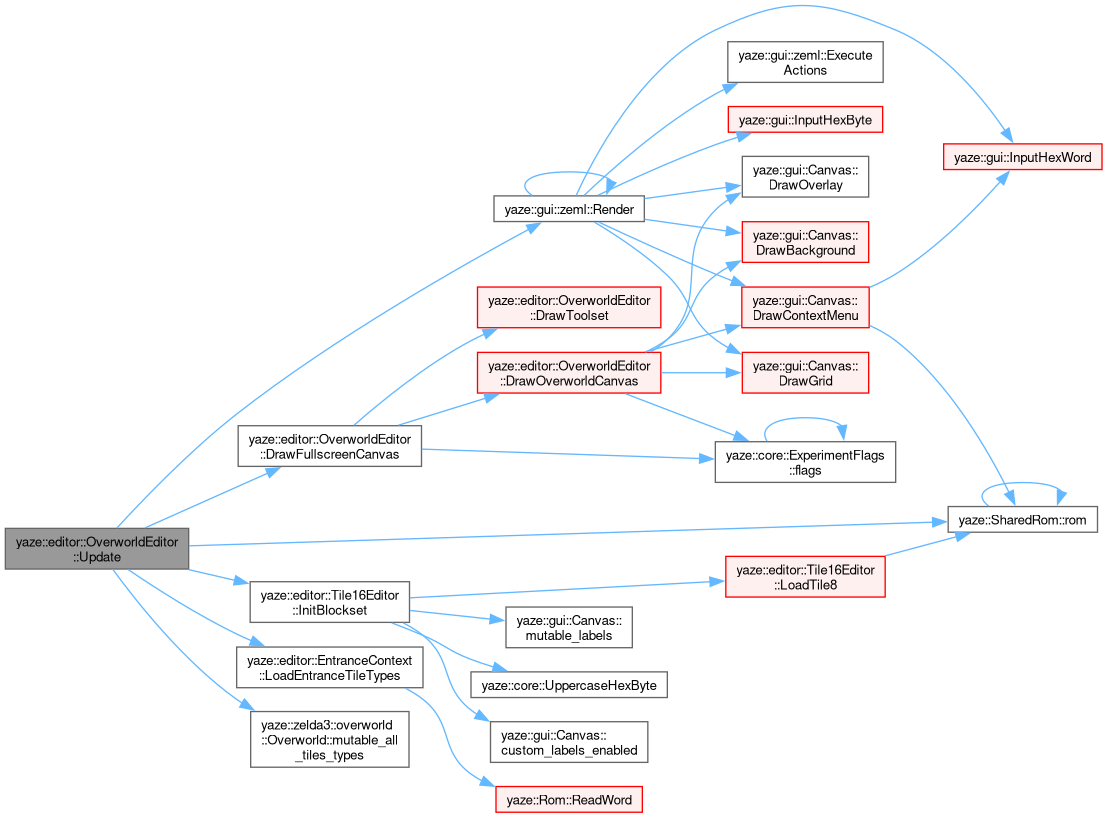 yaze::gui::zeml::Execute
Actions
yaze::gui::InputHexByte
yaze::gui::InputHexWord
yaze::gui::Canvas::
DrawOverlay
yaze::gui::zeml::Render
yaze::gui::Canvas::
DrawBackground
yaze::editor::OverworldEditor
::DrawToolset
yaze::gui::Canvas::
DrawContextMenu
yaze::editor::OverworldEditor
::DrawOverworldCanvas
yaze::gui::Canvas::
DrawGrid
yaze::editor::OverworldEditor
::DrawFullscreenCanvas
yaze::core::ExperimentFlags
::flags
yaze::SharedRom::rom
yaze::editor::OverworldEditor
::Update
yaze::editor::Tile16Editor
::LoadTile8
yaze::editor::Tile16Editor
::InitBlockset
yaze::gui::Canvas::
mutable_labels
yaze::editor::EntranceContext
::LoadEntranceTileTypes
yaze::core::UppercaseHexByte
yaze::zelda3::overworld
::Overworld::mutable_all
_tiles_types
yaze::gui::Canvas::
custom_labels_enabled
yaze::Rom::ReadWord